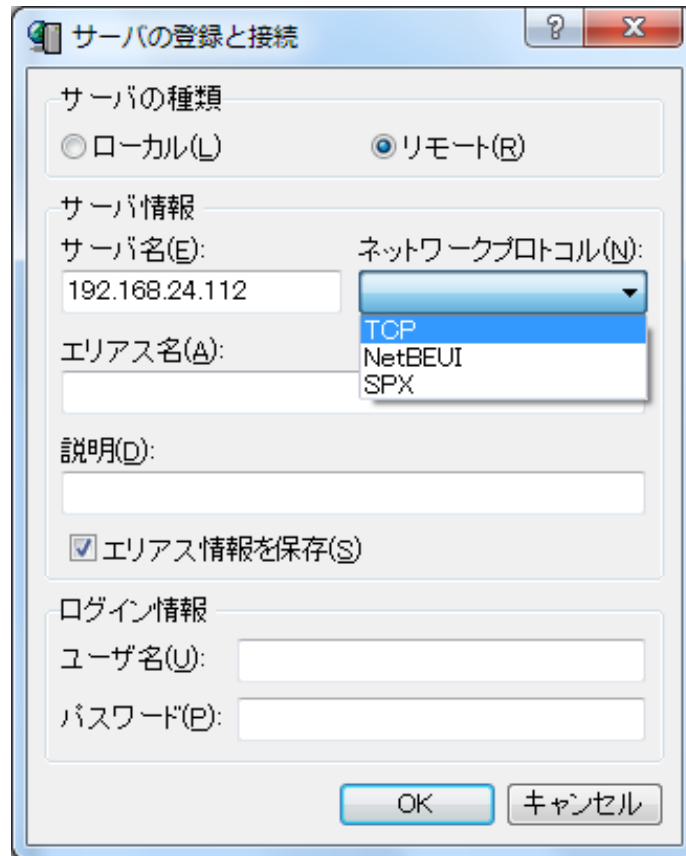 サーバの登録と接続
サーバの種類
ローカル(L) リモート(R)
サーバ情報
サーバ名(E): ネットワークプロトコル(N):
192.168.24.112
TCP
NetBEUI
SPX
エリアス名(A):
説明(D):
エリアス情報を保存(S)
ログイン情報
ユーザ名(U):
パスワード(P):
OK キャンセル